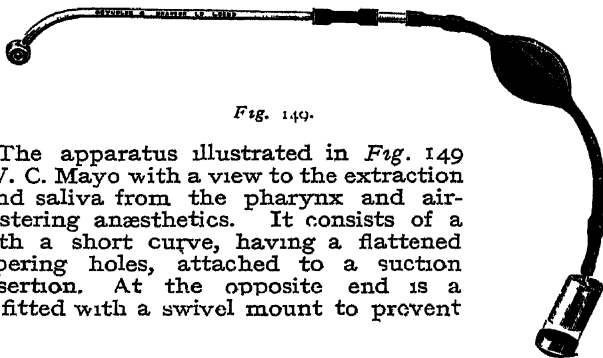 Fig. 149.
The apparatus illustrated in Fig. 149
V. C. Mayo with a view to the extraction
nd saliva from the pharynx and air-
stering anæsthetics. It consists of a
th a short curve, having a flattened
pering holes, attached to a suction
sertion. At the opposite end is a
fitted with a swivel mount to prevent